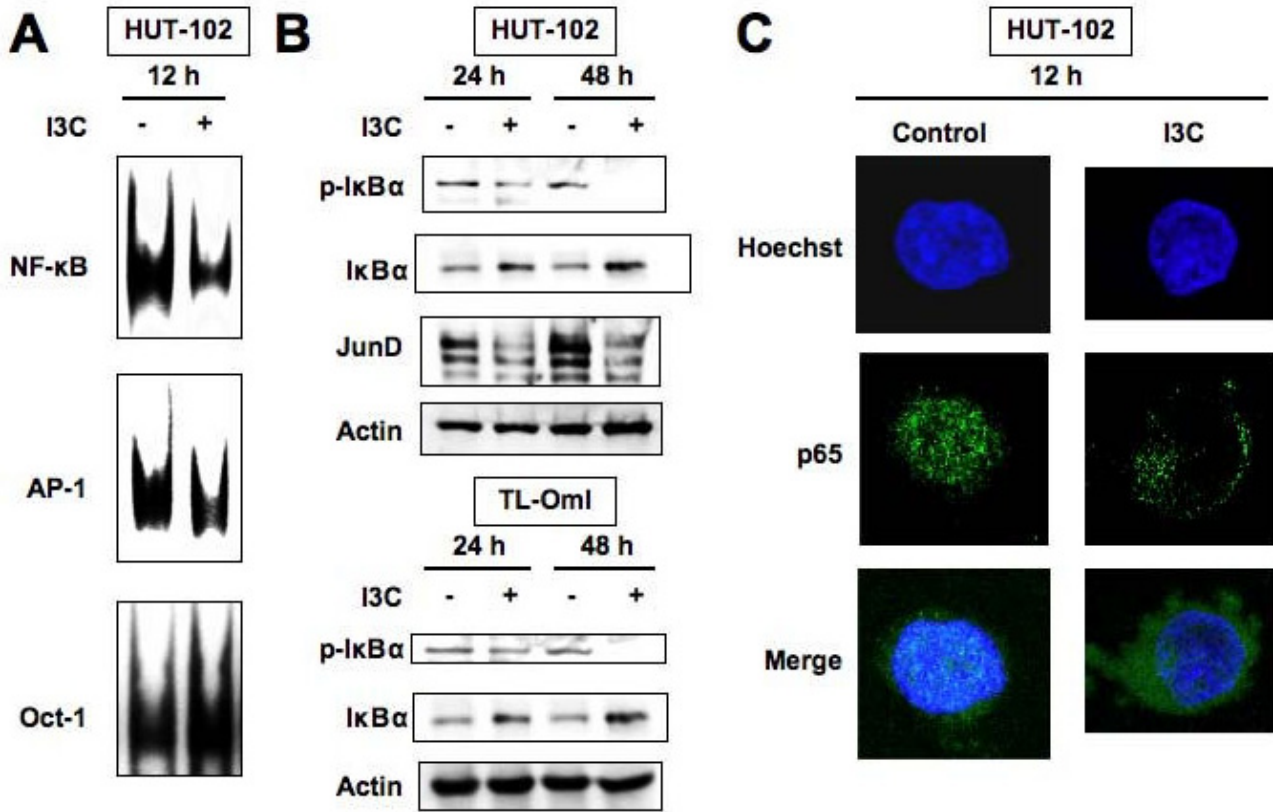 A
HUT-102
12 h
I3C - +
NF-κB
AP-1
Oct-1
B
HUT-102
24 h 48 h
I3C - + - +
p-IκBα
IκBα
JunD
Actin
TL-OmI
24 h 48 h
I3C - + - +
p-IκBα
IκBα
Actin
C
HUT-102
12 h
Control I3C
Hoechst
p65
Merge